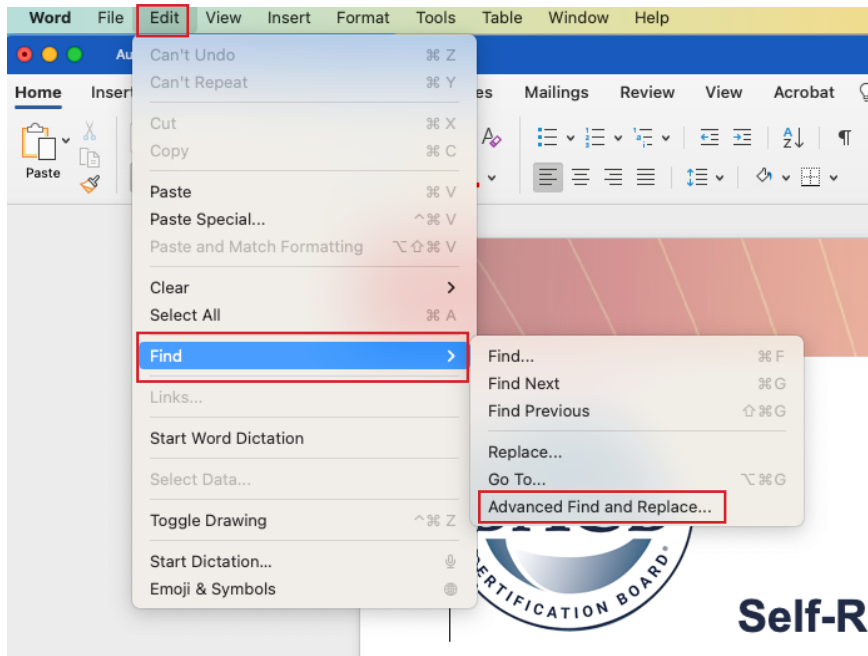 Word File Edit View Insert Format Tools Table Window Help
Au
Home Insert es Mailings Review View Acrobat
Paste
Can't Undo ⌘ Z
Can't Repeat ⌘ Y
Cut ⌘ X
Copy ⌘ C
Paste ⌘ V
Paste Special... ^⌘ V
Paste and Match Formatting ⌥⇧⌘ V
Clear
Select All ⌘ A
Find
Links...
Start Word Dictation
Select Data...
Toggle Drawing ^⌘ Z
Start Dictation...
Emoji & Symbols
Find... ⌘ F
Find Next ⌘ G
Find Previous ⇧⌘ G
Replace...
Go To... ⌥⌘ G
Advanced Find and Replace...
CERTIFICATION BOARD®
Self-R